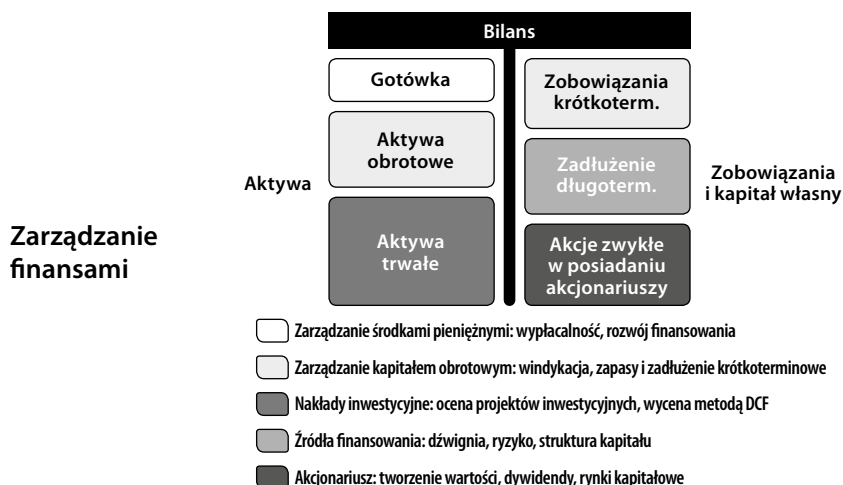 Bilans
Gotówka
Aktywa
obrotowe
Aktywa
trwałe
Zobowiązania
krótkoterm.
Zadłużenie
długoterm.
Akcje zwykłe
w posiadaniu
akcjonariuszy
Aktywa
Zobowiązania
i kapitał własny
Zarządzanie
finansami
Zarządzanie środkami pieniężnymi: wypłacalność, rozwój finansowania
Zarządzanie kapitałem obrotowym: windykacja, zapasy i zadłużenie krótkoterminowe
Nakłady inwestycyjne: ocena projektów inwestycyjnych, wycena metodą DCF
Źródła finansowania: dźwignia, ryzyko, struktura kapitału
Akcjonariusz: tworzenie wartości, dywidendy, rynki kapitałowe